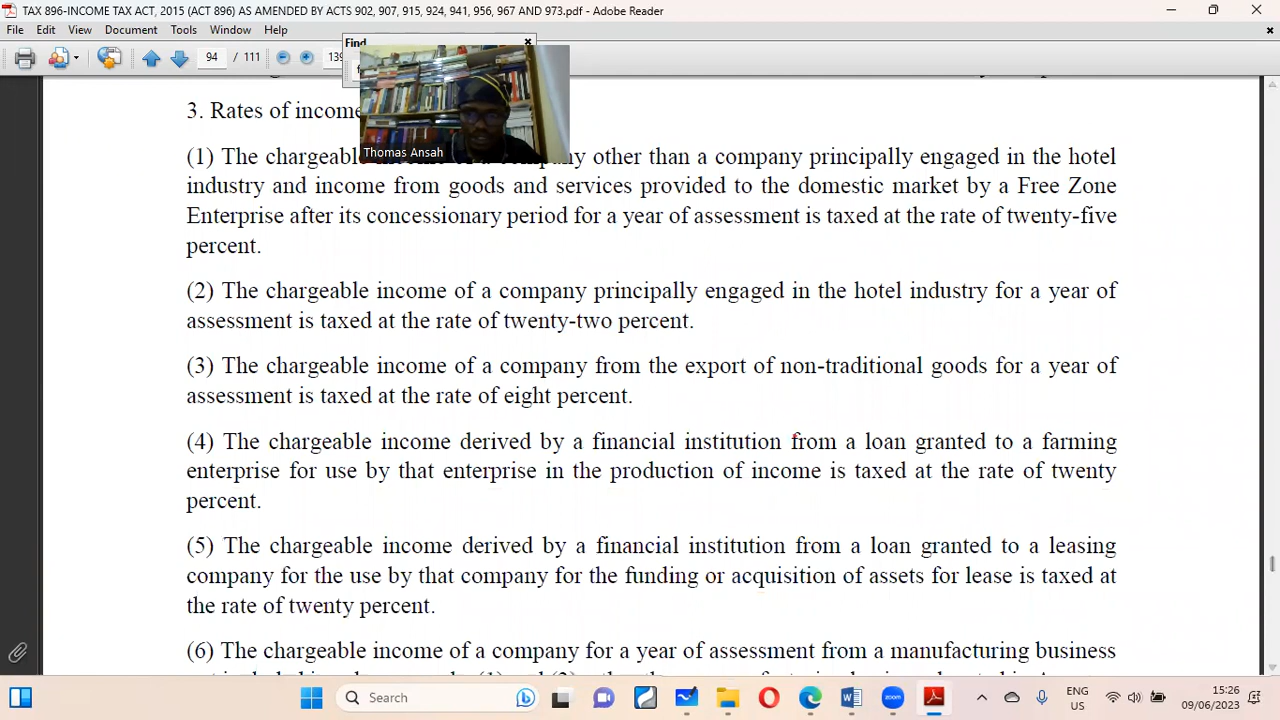 TAX 896-INCOME TAX ACT, 2015 (ACT 896) AS AMENDED BY ACTS 902, 907, 915, 924, 941, 956, 967 AND 973.pdf - Adobe Reader
File Edit View Document Tools Window Help
Find
94 / 111
Thomas Ansah
3. Rates of income
(1) The chargeable company other than a company principally engaged in the hotel
industry and income from goods and services provided to the domestic market by a Free Zone
Enterprise after its concessionary period for a year of assessment is taxed at the rate of twenty-five
percent.
(2) The chargeable income of a company principally engaged in the hotel industry for a year of
assessment is taxed at the rate of twenty-two percent.
(3) The chargeable income of a company from the export of non-traditional goods for a year of
assessment is taxed at the rate of eight percent.
(4) The chargeable income derived by a financial institution from a loan granted to a farming
enterprise for use by that enterprise in the production of income is taxed at the rate of twenty
percent.
(5) The chargeable income derived by a financial institution from a loan granted to a leasing
company for the use by that company for the funding or acquisition of assets for lease is taxed at
the rate of twenty percent.
(6) The chargeable income of a company for a year of assessment from a manufacturing business
Search
zoom
ENG
US
15:26
09/06/2023